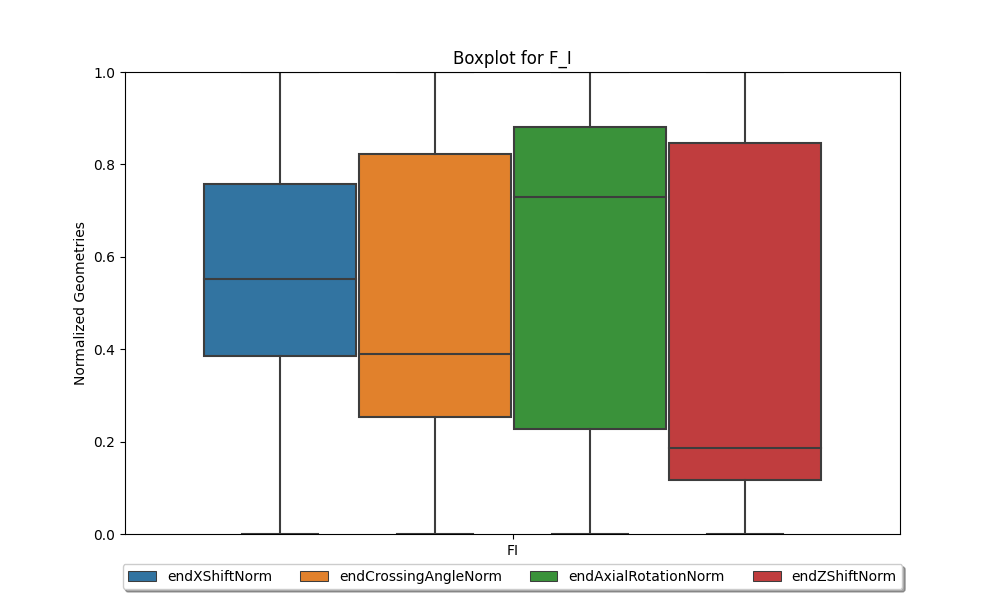 Boxplot for F_I
1.0
0.8
0.6
0.4
0.2
0.0
Normalized Geometries
FI
endXShiftNorm endCrossingAngleNorm endAxialRotationNorm endZShiftNorm